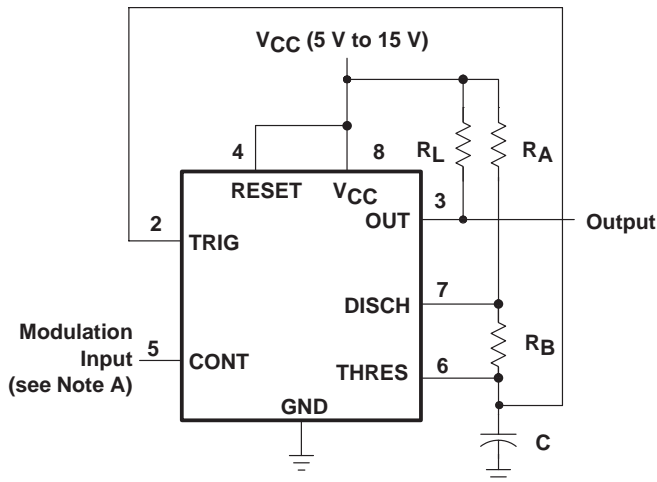 VCC (5 V to 15 V)
4
8
RL
RA
RESET
VCC
3
2
OUT
Output
TRIG
7
DISCH
Modulation
Input
(see Note A)
5
CONT
RB
6
THRES
GND
C